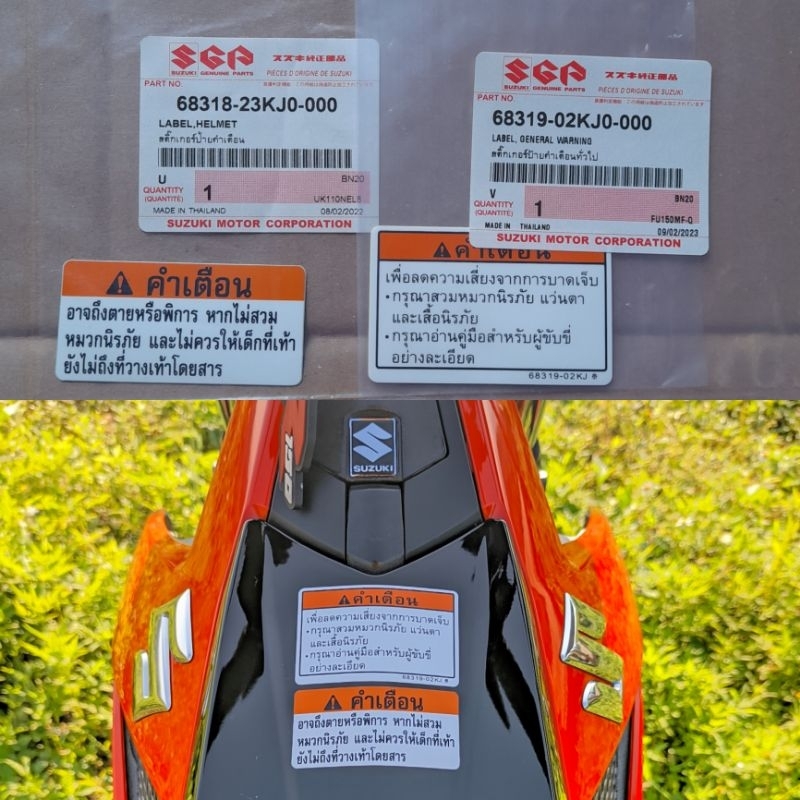 SGP
SUZUKI GENUINE PARTS
スズキ純正部品
PIÈCES D'ORIGINE DE SUZUKI
PART NO.
68318-23KJ0-000
LABEL,HELMET
สติ๊กเกอร์ป้ายคำเตือน
U
BN20
QUANTITY
(QUANTITE)
1
UK110NEL8
MADE IN THAILAND
08/02/2022
SUZUKI MOTOR CORPORATION
SGP
SUZUKI GENUINE PARTS
スズキ純正部品
PIÈCES D'ORIGINE DE SUZUKI
PART NO.
68319-02KJ0-000
LABEL, GENERAL WARNING
สติ๊กเกอร์ป้ายคำเตือนทั่วไป
V
BN20
QUANTITY
(QUANTITE)
1
FU150MF-Q
MADE IN THAILAND
09/02/2023
SUZUKI MOTOR CORPORATION
คำเตือน
อาจถึงตายหรือพิการ หากไม่สวม
หมวกนิรภัย และไม่ควรให้เด็กที่เท้า
ยังไม่ถึงที่วางเท้าโดยสาร
คำเตือน
เพื่อลดความเสี่ยงจากการบาดเจ็บ
•กรุณาสวมหมวกนิรภัย แว่นตา
และเสื้อนิรภัย
•กรุณาอ่านคู่มือสำหรับผู้ขับขี่
อย่างละเอียด
68319-02KJ
SUZUKI
คำเตือน
เพื่อลดความเสี่ยงจากการบาดเจ็บ
•กรุณาสวมหมวกนิรภัย แว่นตา
และเสื้อนิรภัย
•กรุณาอ่านคู่มือสำหรับผู้ขับขี่
อย่างละเอียด
68319-02KJ
คำเตือน
อาจถึงตายหรือพิการ หากไม่สวม
หมวกนิรภัย และไม่ควรให้เด็กที่เท้า
ยังไม่ถึงที่วางเท้าโดยสาร